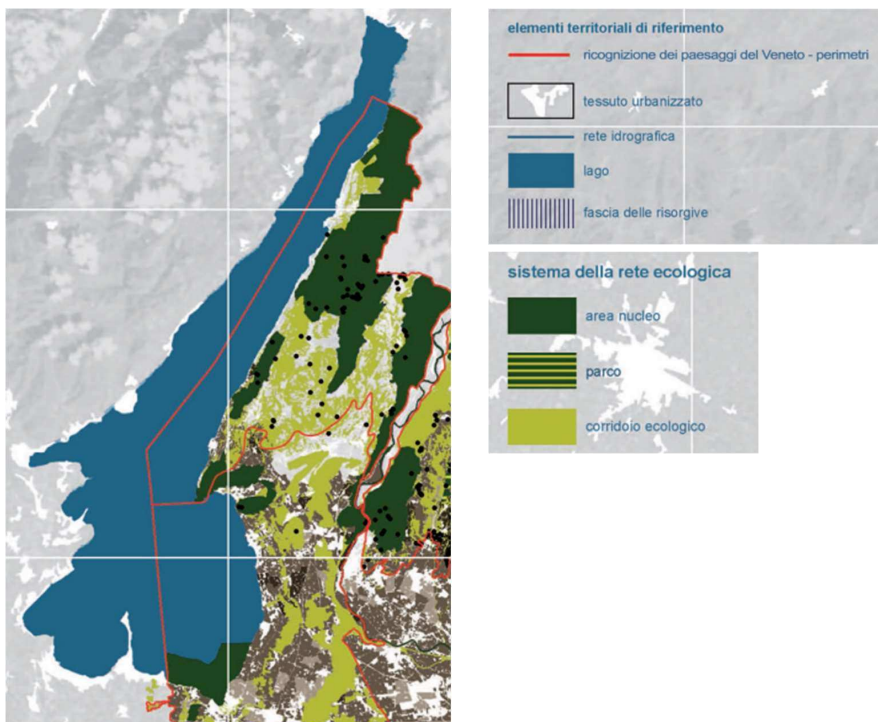 elementi territoriali di riferimento
ricognizione dei paesaggi del Veneto - perimetri
tessuto urbanizzato
rete idrografica
lago
fascia delle risorgive
sistema della rete ecologica
area nucleo
parco
corridoio ecologico